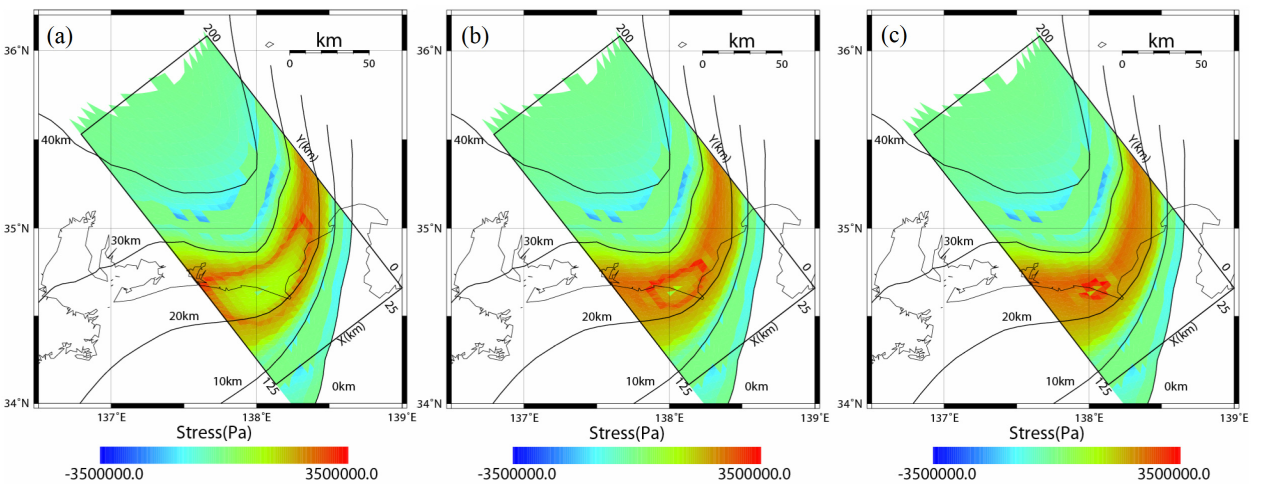 (a)
200
km
0
50
36°N
40km
Y(km)
35°N
30km
0
25
20km
X(km)
10km
125
0km
34°N
137°E
138°E
139°E
Stress(Pa)
-3500000.0
3500000.0
(b)
200
km
0
50
36°N
40km
Y(km)
35°N
30km
0
25
20km
X(km)
10km
125
0km
34°N
137°E
138°E
139°E
Stress(Pa)
-3500000.0
3500000.0
(c)
200
km
0
50
36°N
40km
Y(km)
35°N
30km
0
25
20km
X(km)
10km
125
0km
34°N
137°E
138°E
139°E
Stress(Pa)
-3500000.0
3500000.0